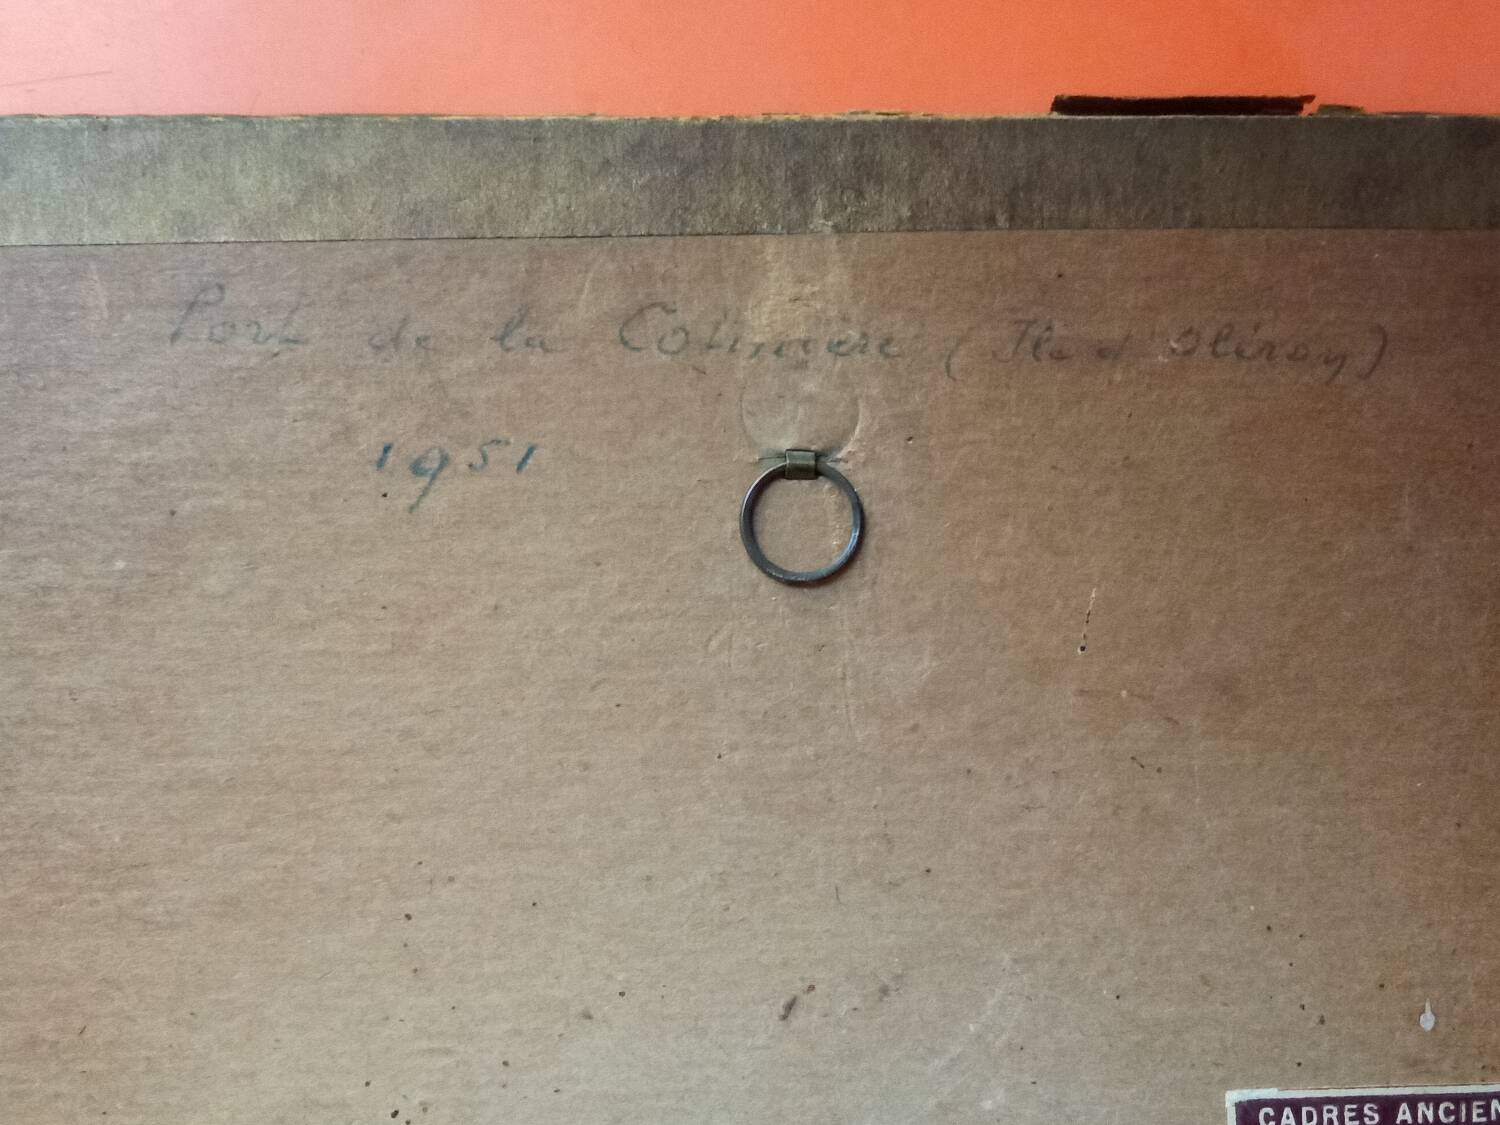 Port de la Cotinière (Ile d'Oléron)
1951
CADRES ANCIEN